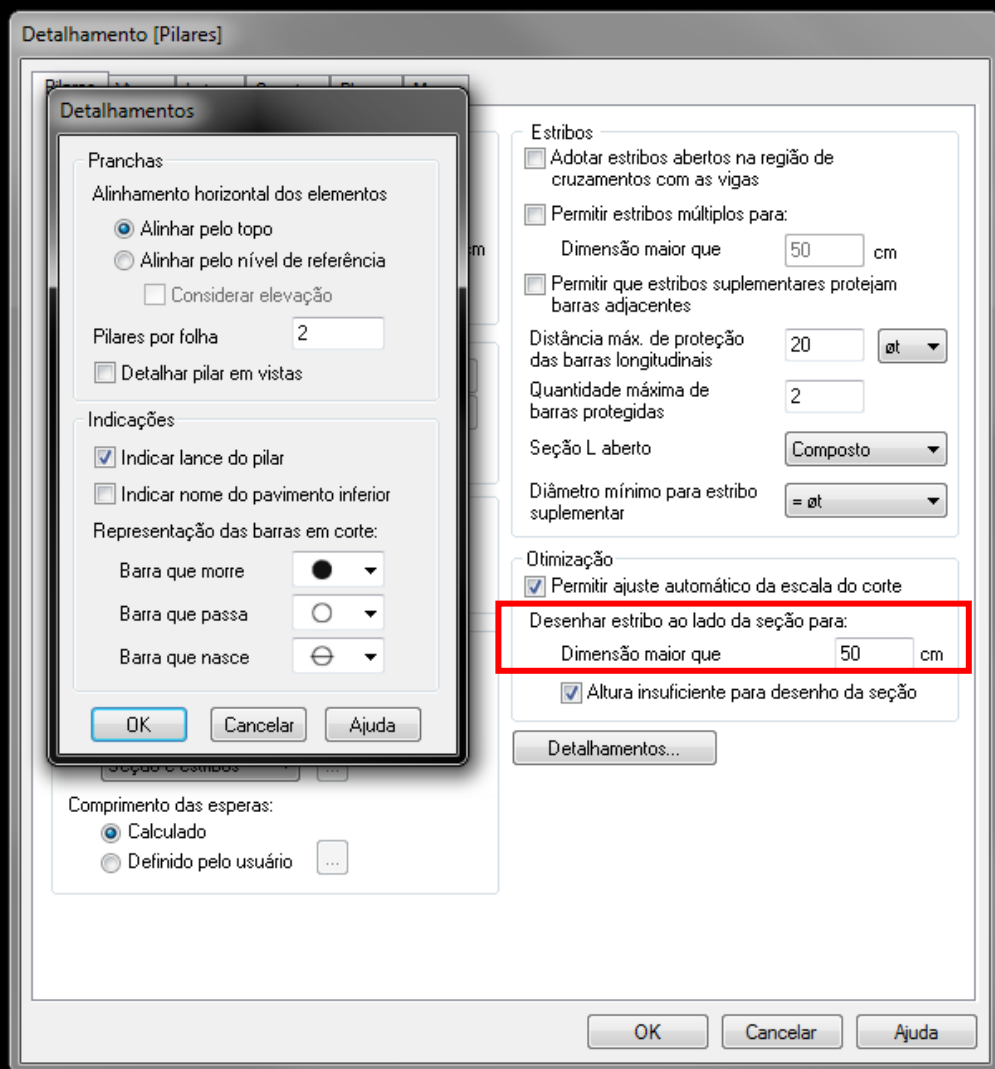 Detalhamento [Pilares]
Pilares
Detalhamentos
Pranchas
Alinhamento horizontal dos elementos
Alinhar pelo topo
Alinhar pelo nível de referência
Considerar elevação
Pilares por folha 2
Detalhar pilar em vistas
Indicações
Indicar lance do pilar
Indicar nome do pavimento inferior
Representação das barras em corte:
Barra que morre
Barra que passa
Barra que nasce
OK Cancelar Ajuda
cm
Seção e estribos ...
Comprimento das esperas:
Calculado
Definido pelo usuário ...
Estribos
Adotar estribos abertos na região de
cruzamentos com as vigas
Permitir estribos múltiplos para:
Dimensão maior que 50 cm
Permitir que estribos suplementares protejam
barras adjacentes
Distância máx. de proteção
das barras longitudinais 20 øt
Quantidade máxima de
barras protegidas 2
Seção L aberto Composto
Diâmetro mínimo para estribo
suplementar = øt
Otimização
Permitir ajuste automático da escala do corte
Desenhar estribo ao lado da seção para:
Dimensão maior que 50 cm
Altura insuficiente para desenho da seção
Detalhamentos...
OK Cancelar Ajuda